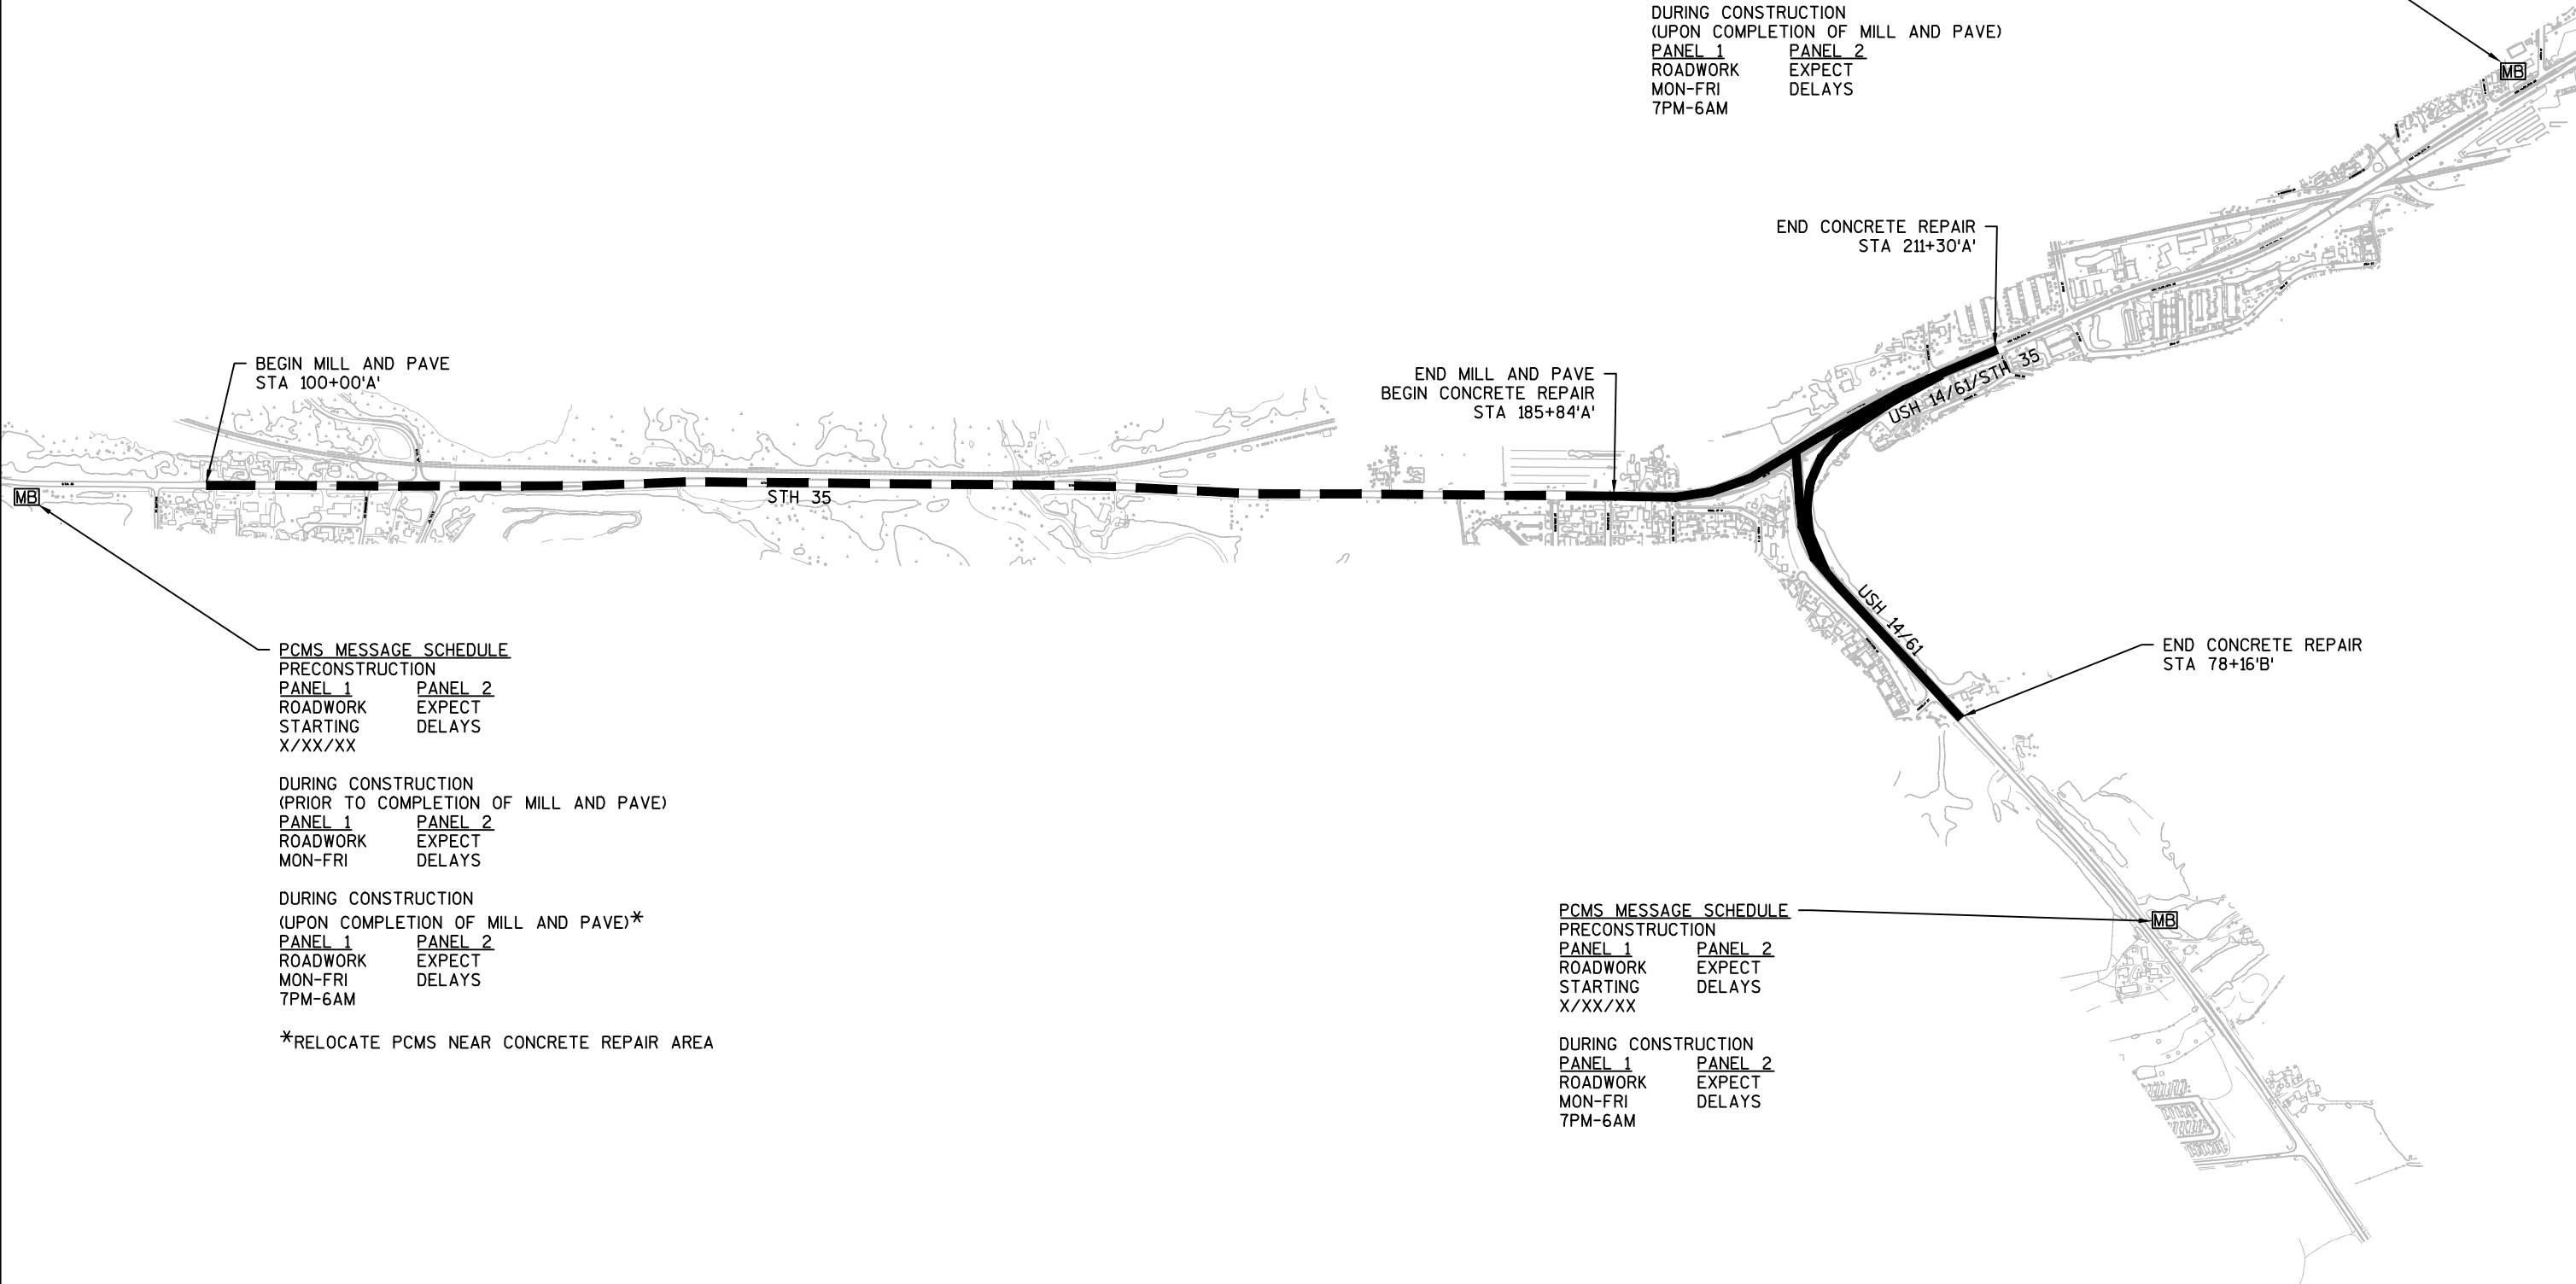 DURING CONSTRUCTION
(UPON COMPLETION OF MILL AND PAVE)
PANEL 1 PANEL 2
ROADWORK EXPECT
MON-FRI DELAYS
7PM-6AM
MB
END CONCRETE REPAIR
STA 211+30'A'
BEGIN MILL AND PAVE
STA 100+00'A'
END MILL AND PAVE
BEGIN CONCRETE REPAIR
STA 185+84'A'
USH 14/61/STH 35
MB
STH 35
USH 14/61
END CONCRETE REPAIR
STA 78+16'B'
PCMS MESSAGE SCHEDULE
PRECONSTRUCTION
PANEL 1 PANEL 2
ROADWORK EXPECT
STARTING DELAYS
X/XX/XX
DURING CONSTRUCTION
(PRIOR TO COMPLETION OF MILL AND PAVE)
PANEL 1 PANEL 2
ROADWORK EXPECT
MON-FRI DELAYS
DURING CONSTRUCTION
(UPON COMPLETION OF MILL AND PAVE)*
PANEL 1 PANEL 2
ROADWORK EXPECT
MON-FRI DELAYS
7PM-6AM
*RELOCATE PCMS NEAR CONCRETE REPAIR AREA
PCMS MESSAGE SCHEDULE
PRECONSTRUCTION
PANEL 1 PANEL 2
ROADWORK EXPECT
STARTING DELAYS
X/XX/XX
DURING CONSTRUCTION
PANEL 1 PANEL 2
ROADWORK EXPECT
MON-FRI DELAYS
7PM-6AM
MB